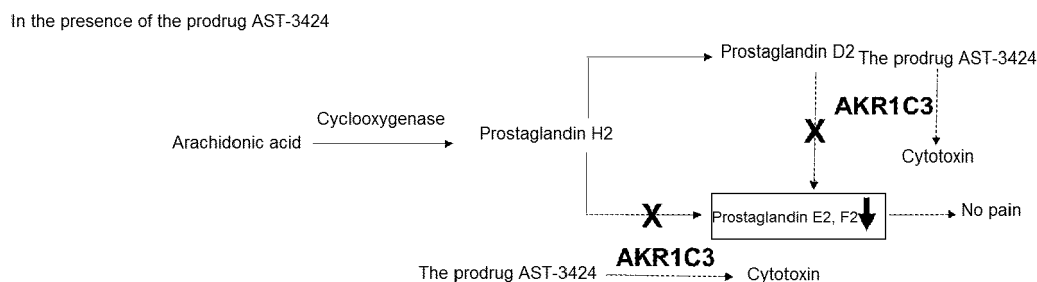 In the presence of the prodrug AST-3424
Prostaglandin D2 The prodrug AST-3424
AKR1C3
Cyclooxygenase
Arachidonic acid
Prostaglandin H2
X
Cytotoxin
Prostaglandin E2, F2
No pain
X
AKR1C3
The prodrug AST-3424
Cytotoxin